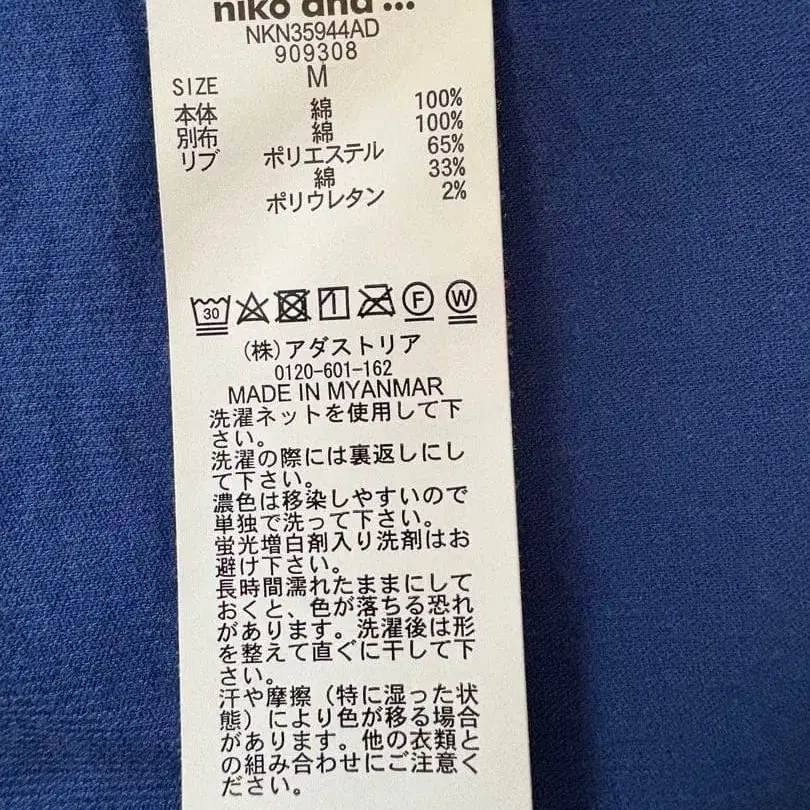 niko and ...
NKN35944AD
909308
SIZE M
本体 綿 100%
別布 綿 100%
リブ ポリエステル 65%
綿 33%
ポリウレタン 2%
30 F W
(株)アダストリア
0120-601-162
MADE IN MYANMAR
洗濯ネットを使用して下
さい。
洗濯の際には裏返しにし
て下さい。
濃色は移染しやすいので
単独で洗って下さい。
蛍光増白剤入り洗剤はお
避け下さい。
長時間濡れたままにして
おくと、色が落ちる恐れ
があります。洗濯後は形
を整えて直ぐに干して下
さい。
汗や摩擦（特に湿った状
態）により色が移る場合
があります。他の衣類と
の組み合わせにご注意く
ださい。